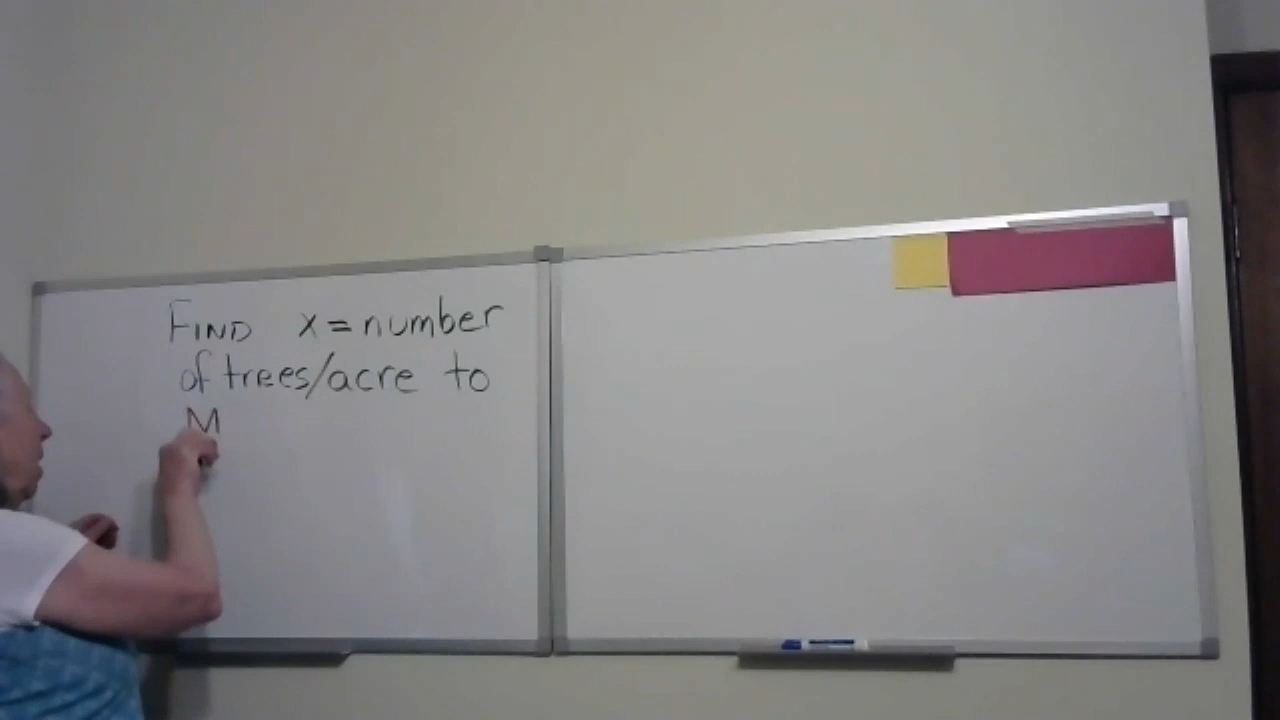 FIND x = number
of trees/acre to
M